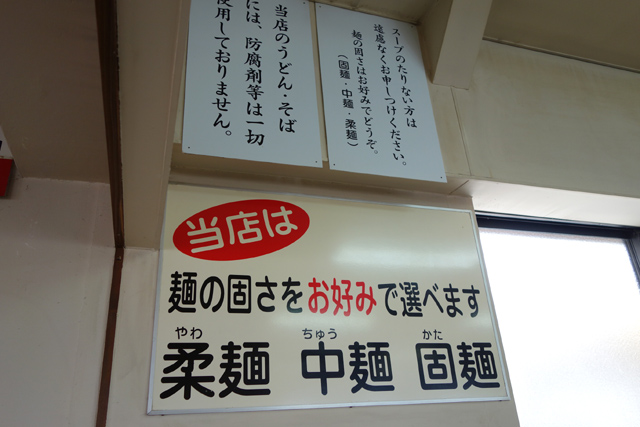 スープのたりない方は
遠慮なくお申しつけください。
麺の固さはお好みでどうぞ。
(固麺・中麺・柔麺)
当店のうどん・そば
には、防腐剤等は一切
使用しておりません。
当店は
麺の固さをお好みで選べます
やわ ちゅう かた
柔麺 中麺 固麺